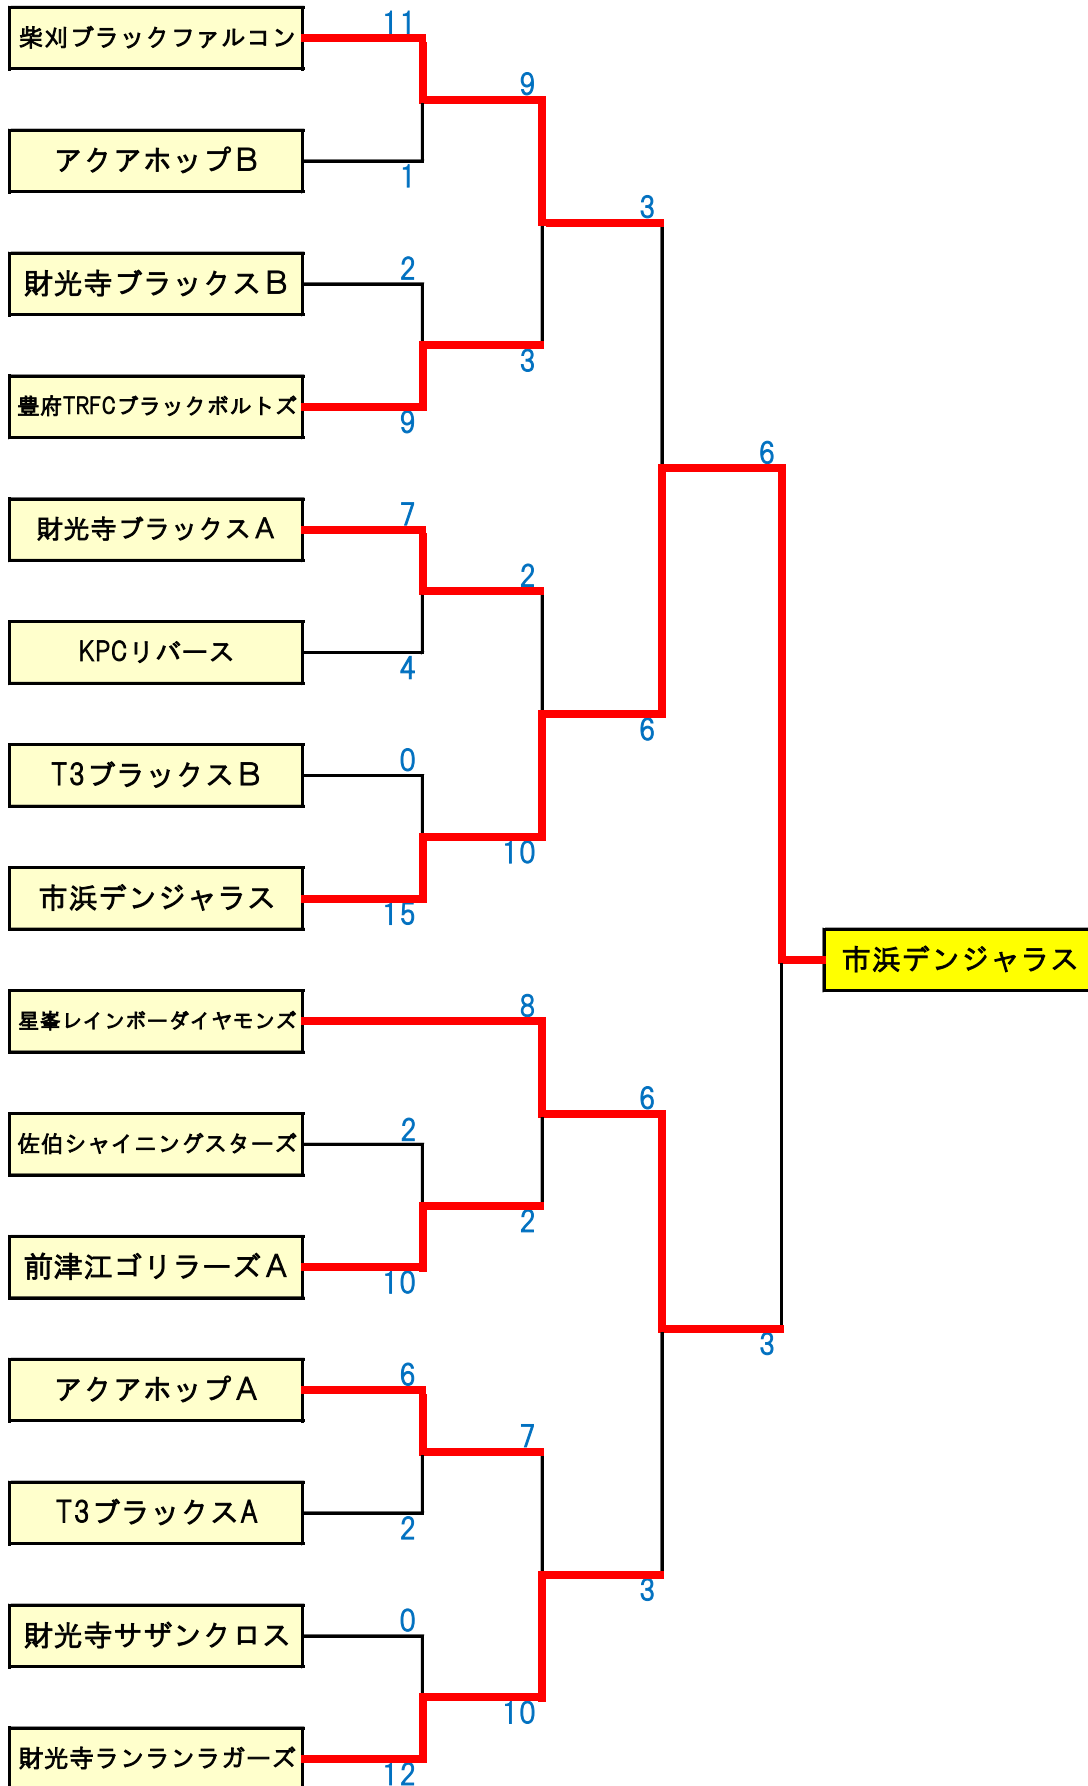 11
柴刈ブラックファルコン
9
アクアホップB
1
3
財光寺ブラックスB
2
3
豊府TRFCブラックボルトズ
9
6
7
財光寺ブラックスA
2
KPCリバース
4
6
T3ブラックスB
0
10
市浜デンジャラス
15
市浜デンジャラス
8
星峯レインボーダイヤモンズ
6
2
佐伯シャイニングスターズ
2
前津江ゴリラーズA
10
3
6
アクアホップA
7
T3ブラックスA
2
3
0
財光寺サザンクロス
10
財光寺ランランラガーズ
12